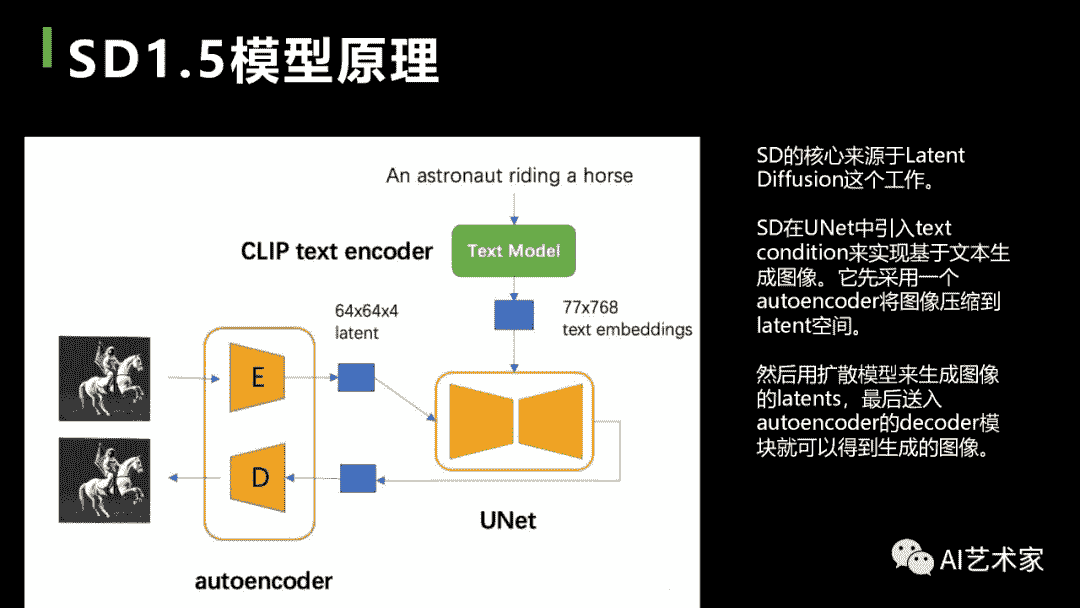 SD1.5模型原理
An astronaut riding a horse
CLIP text encoder
Text Model
64x64x4
latent
77x768
text embeddings
E
D
UNet
autoencoder
SD的核心来源于Latent
Diffusion这个工作。
SD在UNet中引入text
condition来实现基于文本生
成图像。它先采用一个
autoencoder将图像压缩到
latent空间。
然后用扩散模型来生成图像
的latents，最后送入
autoencoder的decoder模
块就可以得到生成的图像。
AI艺术家